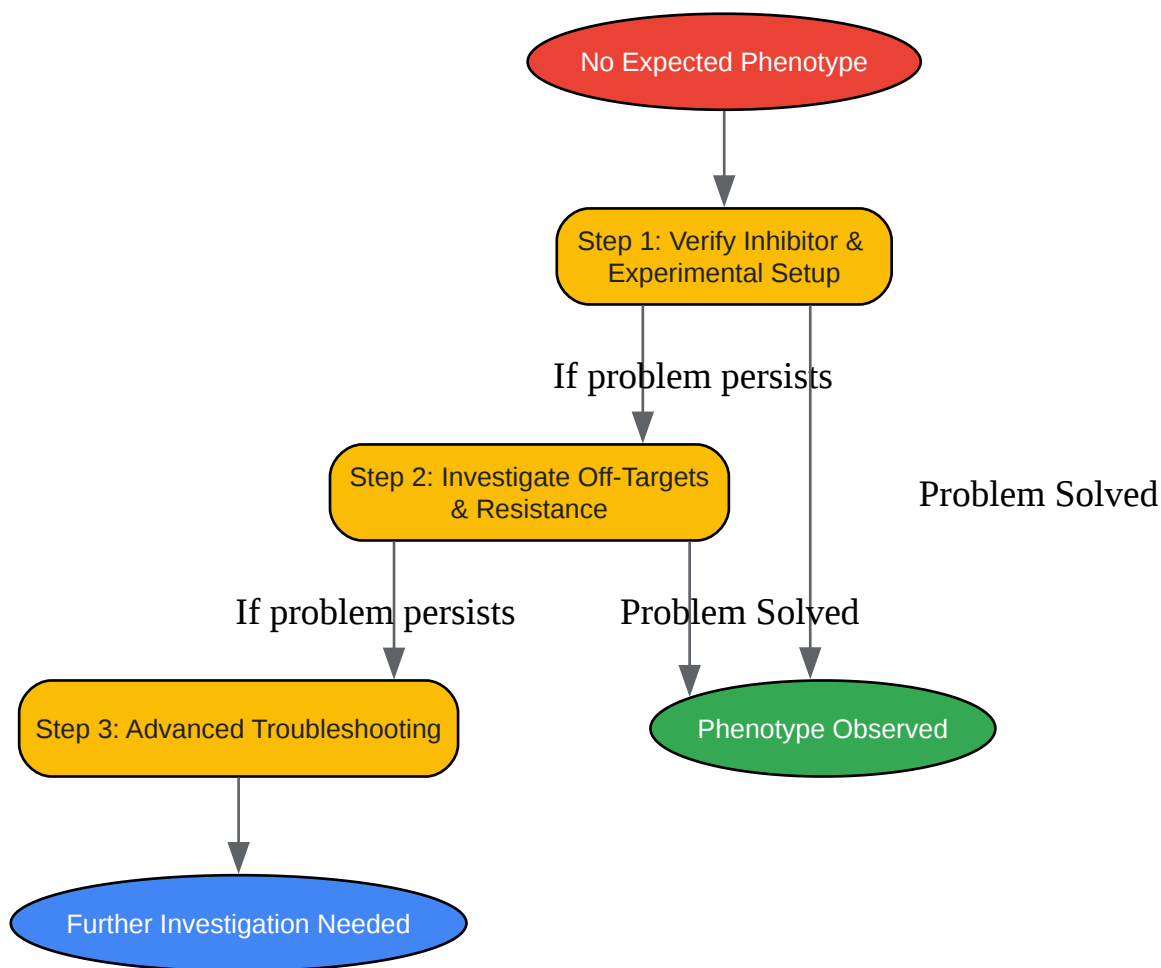 No Expected Phenotype
Step 1: Verify Inhibitor &
Experimental Setup
If problem persists
Step 2: Investigate Off-Targets
& Resistance
Problem Solved
If problem persists
Problem Solved
Step 3: Advanced Troubleshooting
Phenotype Observed
Further Investigation Needed